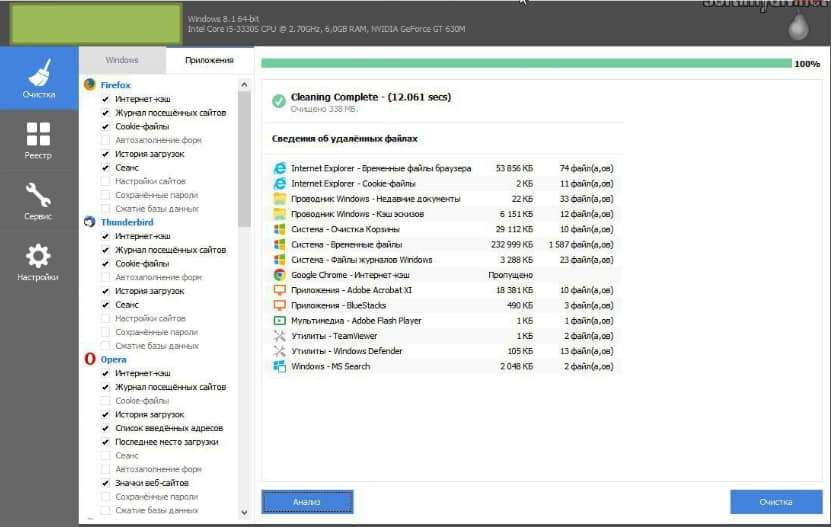 Windows 8.1 64-bit
Intel Core i5-3330S CPU @ 2.70GHz, 6,0GB RAM, NVIDIA GeForce GT 630M
Очистка
Реестр
Сервис
Настройки
Windows
Приложения
Firefox
Интернет-кэш
Журнал посещённых сайтов
Cookie-файлы
Автозаполнение форм
История загрузок
Сеанс
Настройки сайтов
Сохранённые пароли
Сжатие базы данных
Thunderbird
Интернет-кэш
Журнал посещённых сайтов
Cookie-файлы
Автозаполнение форм
История загрузок
Сеанс
Настройки сайтов
Сохранённые пароли
Сжатие базы данных
Opera
Интернет-кэш
Журнал посещённых сайтов
Cookie-файлы
История загрузок
Список введённых адресов
Последнее место загрузки
Сеанс
Автозаполнение форм
Значки веб-сайтов
Сохранённые пароли
Сжатие базы данных
100%
Cleaning Complete - (12.061 secs)
Очищено 338 МБ.
Сведения об удалённых файлах
Internet Explorer - Временные файлы браузера 53 856 КБ 74 файл(а,ов)
Internet Explorer - Cookie-файлы 2 КБ 11 файл(а,ов)
Проводник Windows - Недавние документы 22 КБ 33 файл(а,ов)
Проводник Windows - Кэш эскизов 6 151 КБ 12 файл(а,ов)
Система - Очистка Корзины 29 112 КБ 10 файл(а,ов)
Система - Временные файлы 232 999 КБ 1 587 файл(а,ов)
Система - Файлы журналов Windows 3 288 КБ 23 файл(а,ов)
Google Chrome - Интернет-кэш Пропущено
Приложения - Adobe Acrobat XI 18 381 КБ 10 файл(а,ов)
Приложения - BlueStacks 490 КБ 3 файл(а,ов)
Мультимедиа - Adobe Flash Player 1 КБ 1 файл(а,ов)
Утилиты - TeamViewer 1 КБ 2 файл(а,ов)
Утилиты - Windows Defender 105 КБ 13 файл(а,ов)
Windows - MS Search 2 048 КБ 2 файл(а,ов)
Анализ
Очистка